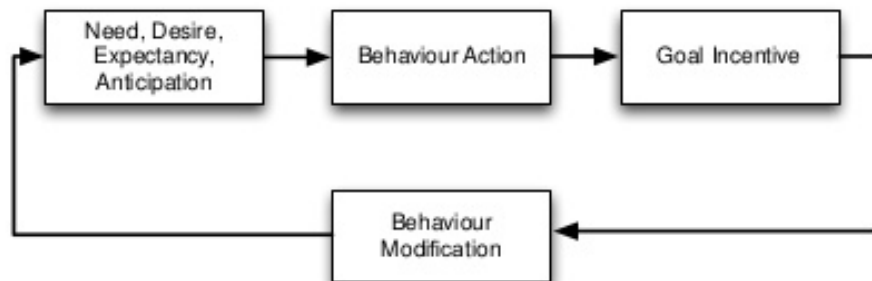 Need, Desire,
Expectancy,
Anticipation
Behaviour Action
Goal Incentive
Behaviour
Modification